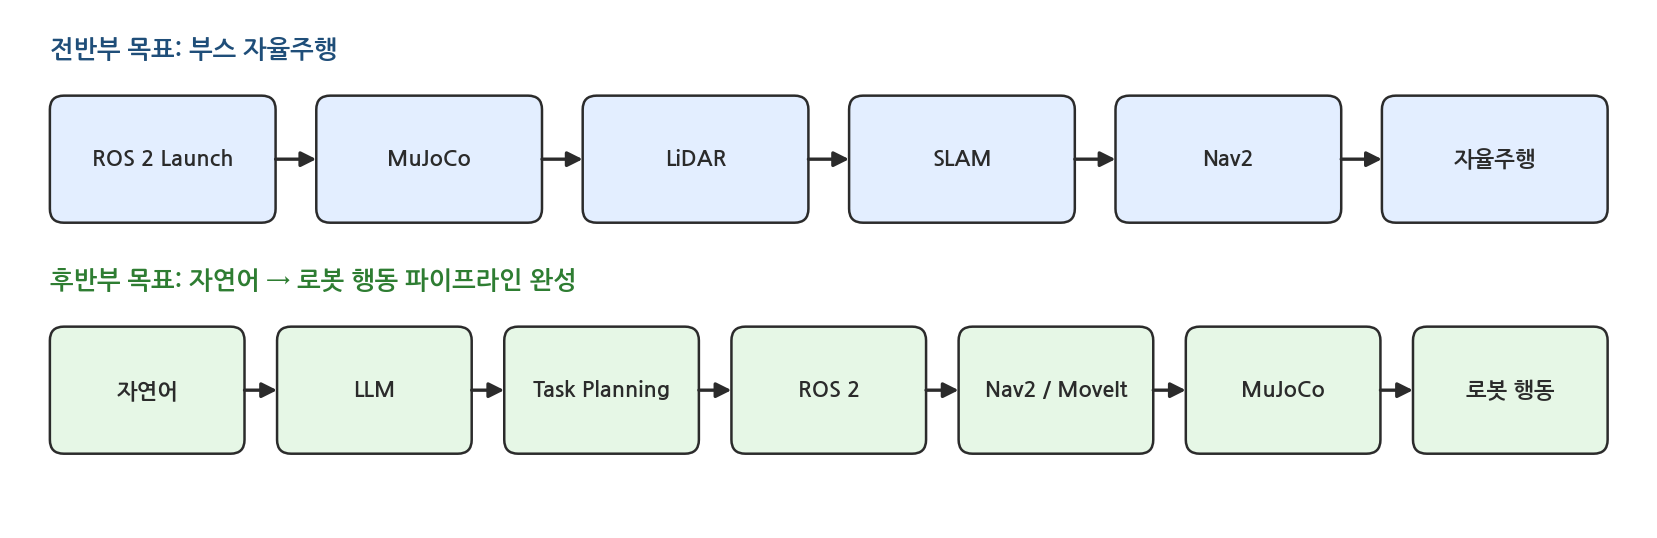 전반부 목표: 부스 자율주행
ROS 2 Launch
MuJoCo
LiDAR
SLAM
Nav2
자율주행
후반부 목표: 자연어 → 로봇 행동 파이프라인 완성
자연어
LLM
Task Planning
ROS 2
Nav2 / MoveIt
MuJoCo
로봇 행동